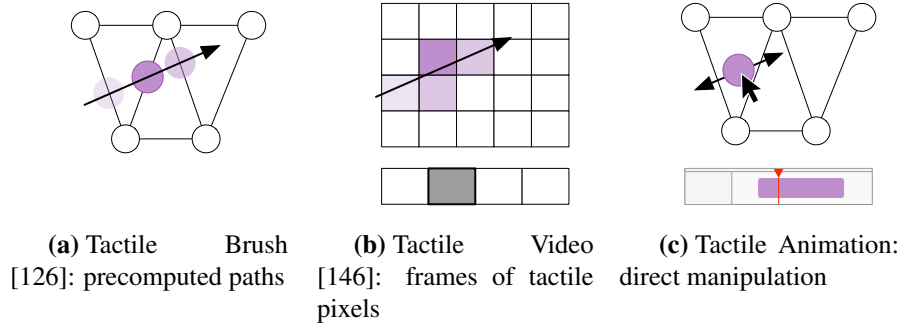 (a) Tactile Brush
[126]: precomputed paths
(b) Tactile Video
[146]: frames of tactile
pixels
(c) Tactile Animation:
direct manipulation